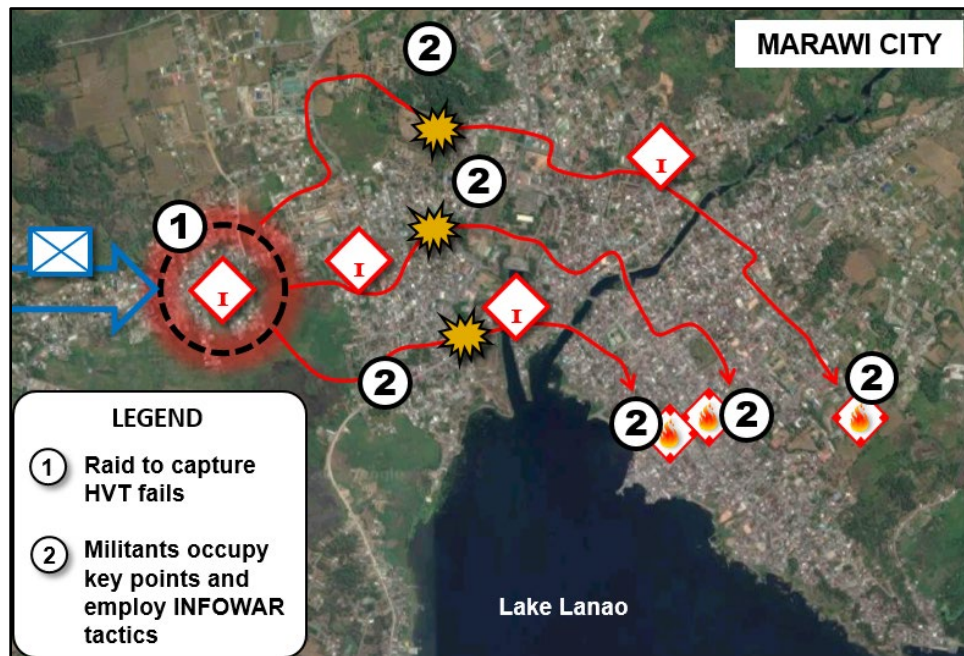 2
MARAWI CITY
2
1
I
I
I
I
2
2
2
2
LEGEND
1 Raid to capture
HVT fails
2 Militants occupy
key points and
employ INFOWAR
tactics
Lake Lanao